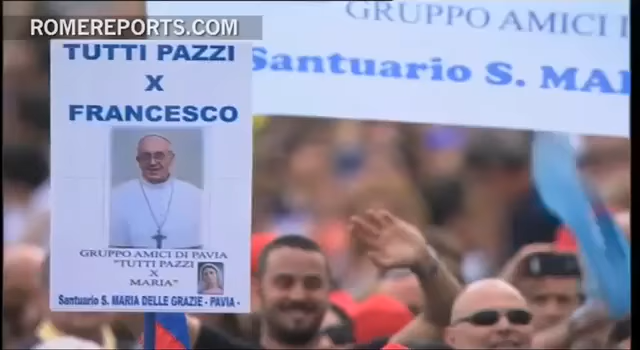 ROMEREPORTS.COM
TUTTI PAZZI
X
FRANCESCO
GRUPPO AMICI DI PAVIA
"TUTTI PAZZI
X
MARIA"
Santuario S. MARIA DELLE GRAZIE - PAVIA -
GRUPPO AMICI
Santuario S. MA